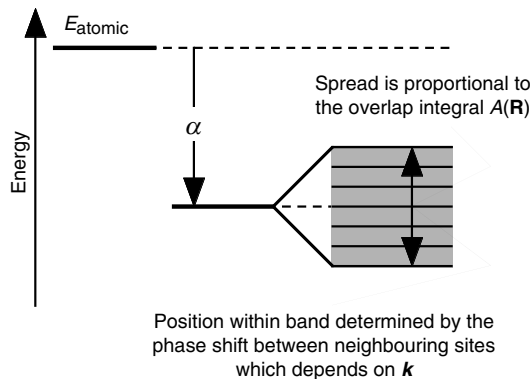 E_atomic
Spread is proportional to
the overlap integral A(R)
α
Energy
Position within band determined by the
phase shift between neighbouring sites
which depends on k